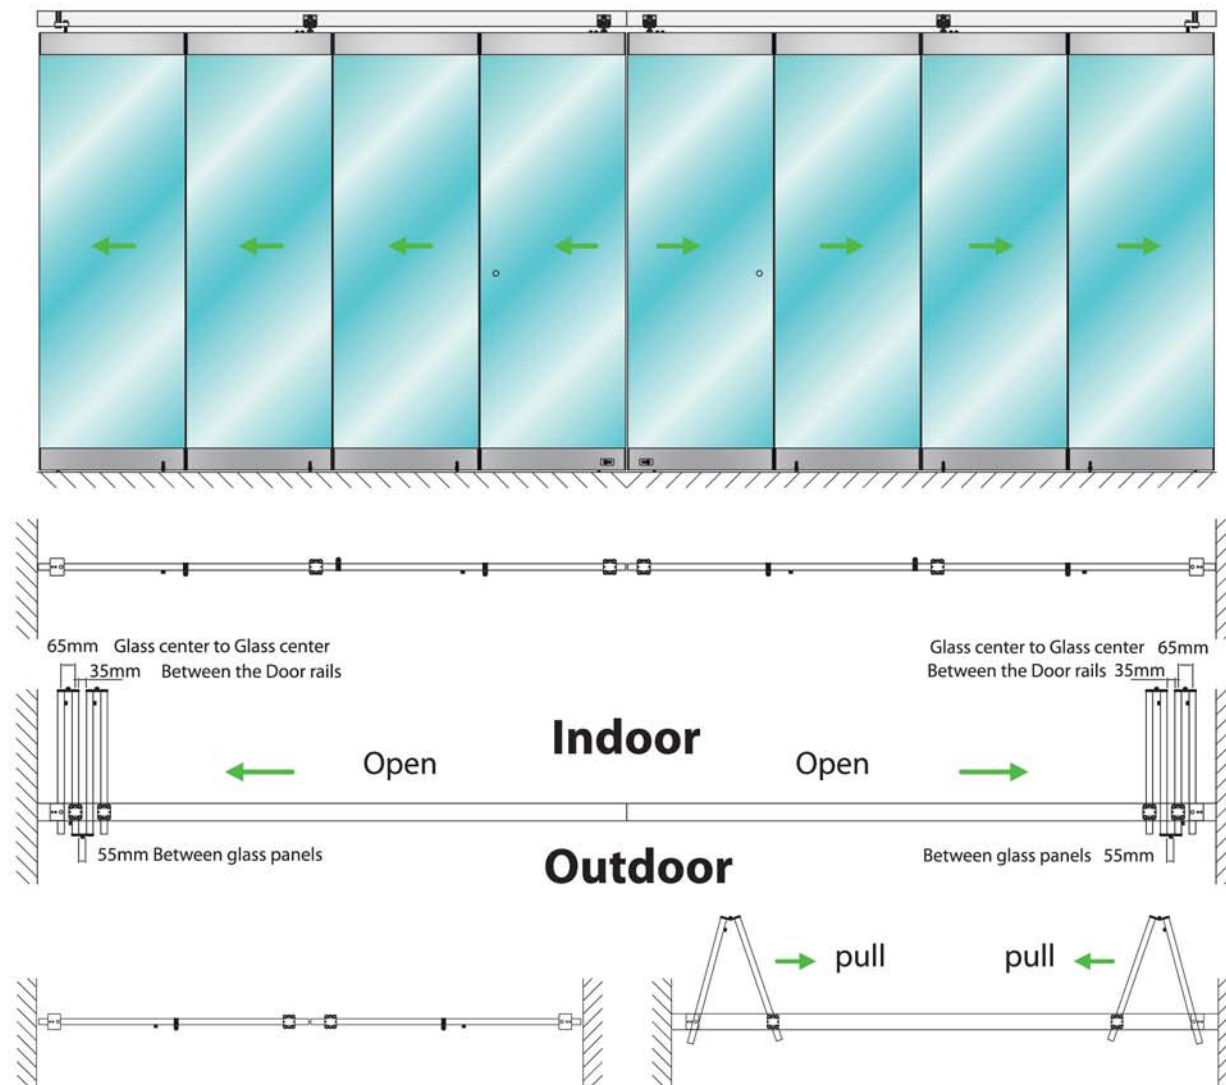 65mm Glass center to Glass center
35mm Between the Door rails
Glass center to Glass center 65mm
Between the Door rails 35mm
Indoor
Open
Open
55mm Between glass panels
Between glass panels 55mm
Outdoor
pull
pull